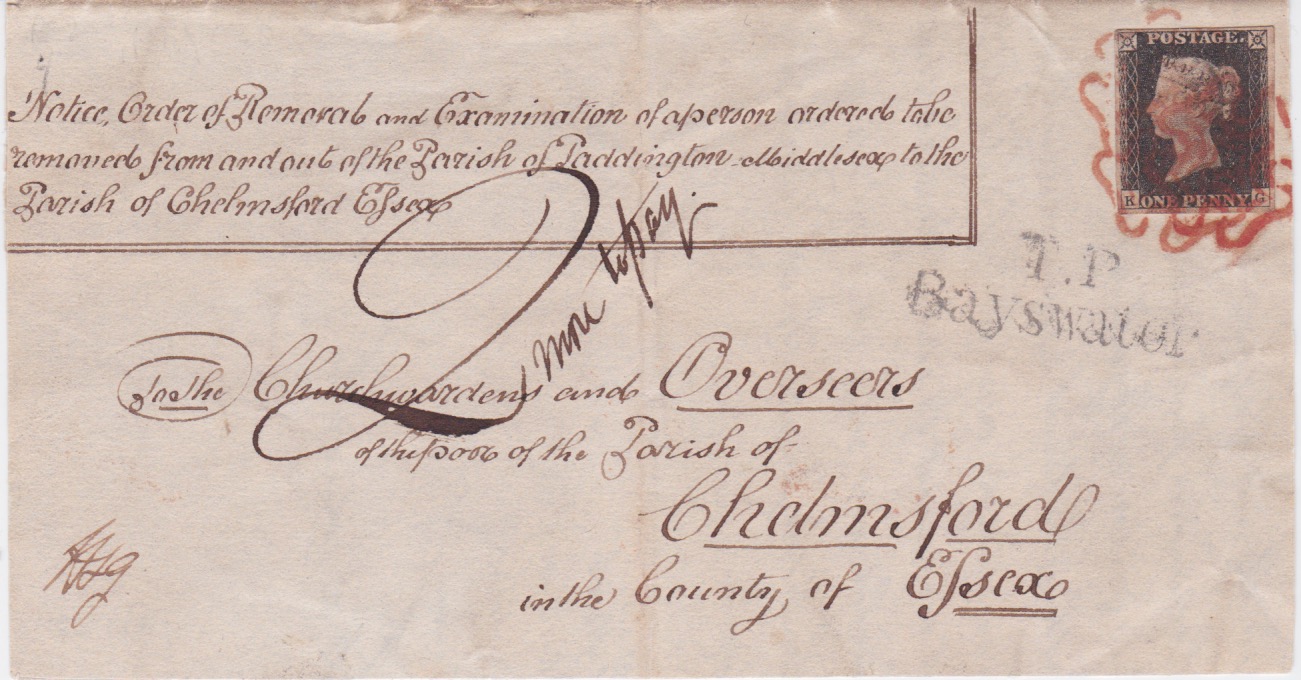 Notice, Order of Removal and Examination of a person ordered to be
removed from and out of the Parish of Paddington Middlesex to the
Parish of Chelmsford Eſsex
POSTAGE.
K ONE PENNY G
T.P
Bayswater
2 more to pay.
To the Churchwardens and Overseers
of the poor of the Parish of
Chelmsford
in the County of Eſsex